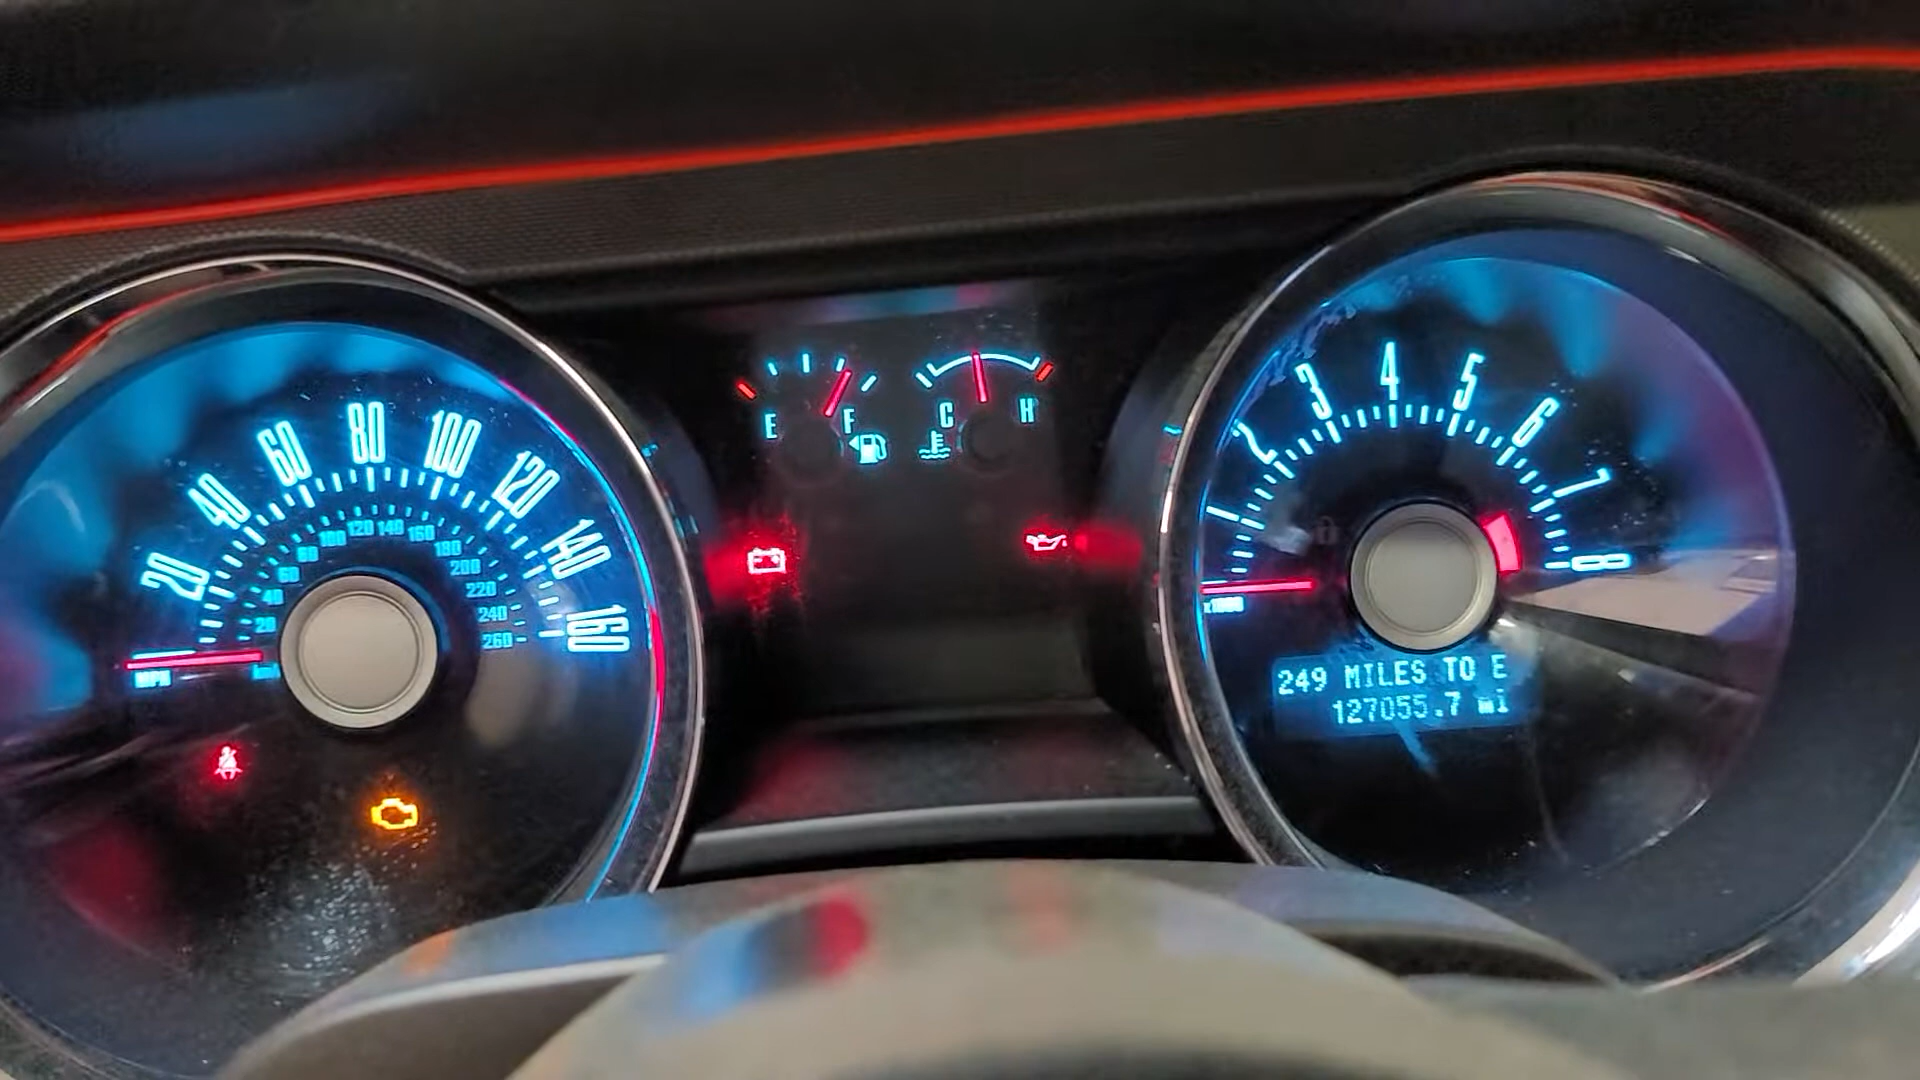 20 40 60 80 100 120 140 160
20 40 60 80 100 120 140 160 180 200 220 240 260
MPH
E F
C H
1 2 3 4 5 6 7 8
x1000
249 MILES TO E
127055.7 mi